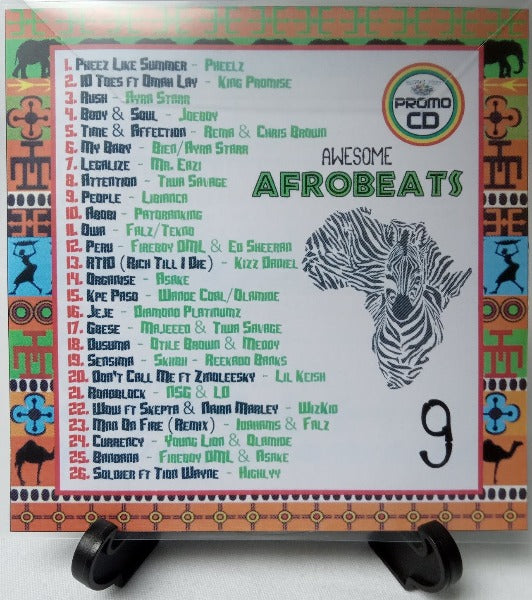 1. Pheez Like Summer - Pheelz
2. 10 Toes ft Omah Lay - King Promise
3. Rush - Ayra Starr
4. Body & Soul - Joeboy
5. Time & Affection - Rema & Chris Brown
6. My Baby - Bien/Ayra Starr
7. Legalize - Mr. Eazi
8. Attention - Tiwa Savage
9. People - Libianca
10. Abobi - Patoranking
11. Owa - Falz/Tekno
12. Peru - Fireboy DML & Ed Sheeran
13. RTID (Rich Till I Die) - Kizz Daniel
14. Organise - Asake
15. Kpe Paso - Wande Coal/Olamide
16. Jeje - Diamond Platinumz
17. Gbese - Majeeed & Tiwa Savage
18. Dusuma - Otile Brown & Meddy
19. Sensima - Skiibii - Reekado Banks
20. Don't Call Me ft Zinoleesky - Lil Keish
21. Roadblock - NSG & LD
22. Wow ft Skepta & Naira Marley - WizKid
23. Man On Fire (Remix) - Idahams & Falz
24. Currency - Young Lion & Olamide
25. Bandana - Fireboy DML & Asake
26. Soldier ft Tion Wayne - Highlyy
PROMO
CD
AWESOME
AFROBEATS
9